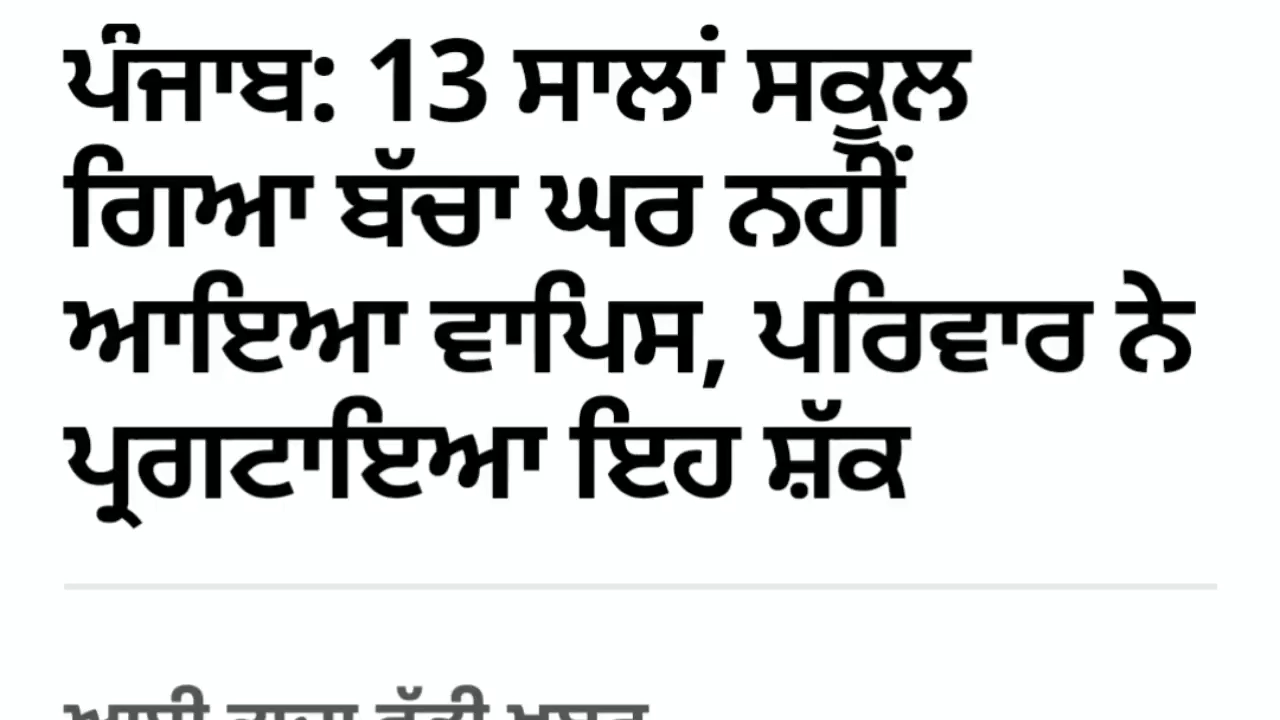 ਪੰਜਾਬ: 13 ਸਾਲਾਂ ਸਕੂਲ
ਗਿਆ ਬੱਚਾ ਘਰ ਨਹੀਂ
ਆਇਆ ਵਾਪਿਸ, ਪਰਿਵਾਰ ਨੇ
ਪ੍ਰਗਟਾਇਆ ਇਹ ਸ਼ੱਕ